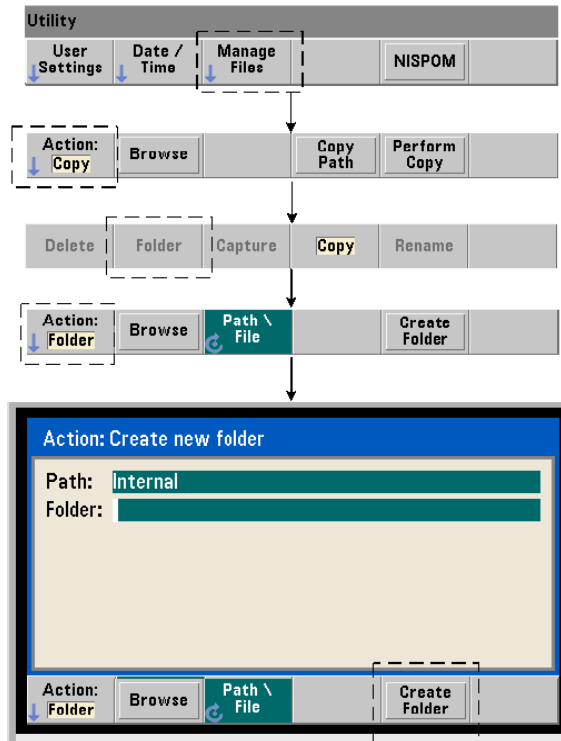 Utility
User Settings
Date / Time
Manage Files
NISPOM
Action: Copy
Browse
Copy Path
Perform Copy
Delete
Folder
Capture
Copy
Rename
Action: Folder
Browse
Path \ File
Create Folder
Action: Create new folder
Path: Internal
Folder:
Action: Folder
Browse
Path \ File
Create Folder